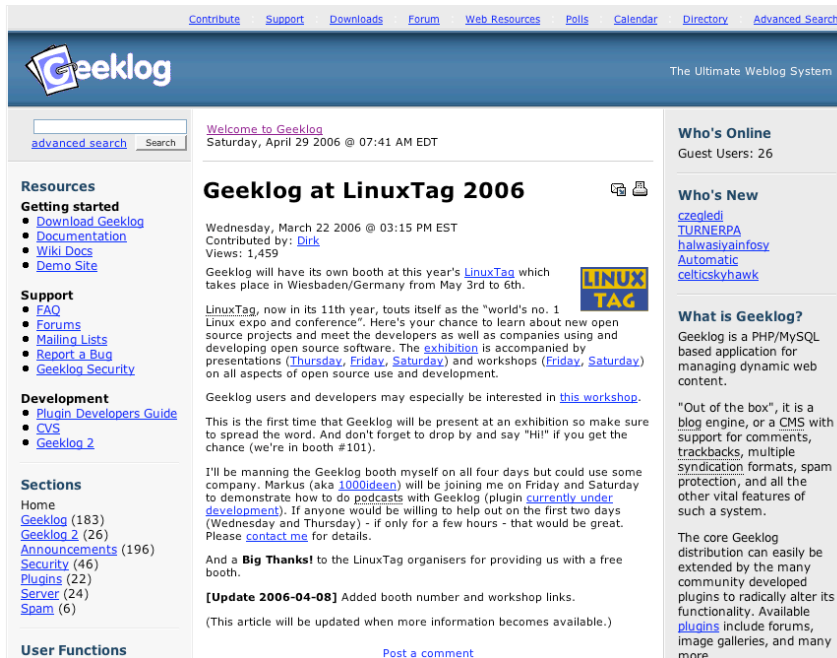 Contribute Support Downloads Forum Web Resources Polls Calendar Directory Advanced Search
Geeklog
The Ultimate Weblog System
advanced search Search
Resources
Getting started
Download Geeklog
Documentation
Wiki Docs
Demo Site
Support
FAQ
Forums
Mailing Lists
Report a Bug
Geeklog Security
Development
Plugin Developers Guide
CVS
Geeklog 2
Sections
Home
Geeklog (183)
Geeklog 2 (26)
Announcements (196)
Security (46)
Plugins (22)
Server (24)
Spam (6)
User Functions
Welcome to Geeklog
Saturday, April 29 2006 @ 07:41 AM EDT
Geeklog at LinuxTag 2006
Wednesday, March 22 2006 @ 03:15 PM EST
Contributed by: Dirk
Views: 1,459
Geeklog will have its own booth at this year's LinuxTag which
takes place in Wiesbaden/Germany from May 3rd to 6th.
LINUX
TAG
LinuxTag, now in its 11th year, touts itself as the “world's no. 1
Linux expo and conference”. Here's your chance to learn about new open
source projects and meet the developers as well as companies using and
developing open source software. The exhibition is accompanied by
presentations (Thursday, Friday, Saturday) and workshops (Friday, Saturday)
on all aspects of open source use and development.
Geeklog users and developers may especially be interested in this workshop.
This is the first time that Geeklog will be present at an exhibition so make sure
to spread the word. And don't forget to drop by and say "Hi!" if you get the
chance (we're in booth #101).
I'll be manning the Geeklog booth myself on all four days but could use some
company. Markus (aka 1000ideen) will be joining me on Friday and Saturday
to demonstrate how to do podcasts with Geeklog (plugin currently under
development). If anyone would be willing to help out on the first two days
(Wednesday and Thursday) - if only for a few hours - that would be great.
Please contact me for details.
And a Big Thanks! to the LinuxTag organisers for providing us with a free
booth.
[Update 2006-04-08] Added booth number and workshop links.
(This article will be updated when more information becomes available.)
Post a comment
Who's Online
Guest Users: 26
Who's New
czegledi
TURNERPA
halwasiyainfosy
Automatic
celticskyhawk
What is Geeklog?
Geeklog is a PHP/MySQL
based application for
managing dynamic web
content.
"Out of the box", it is a
blog engine, or a CMS with
support for comments,
trackbacks, multiple
syndication formats, spam
protection, and all the
other vital features of
such a system.
The core Geeklog
distribution can easily be
extended by the many
community developed
plugins to radically alter its
functionality. Available
plugins include forums,
image galleries, and many
more